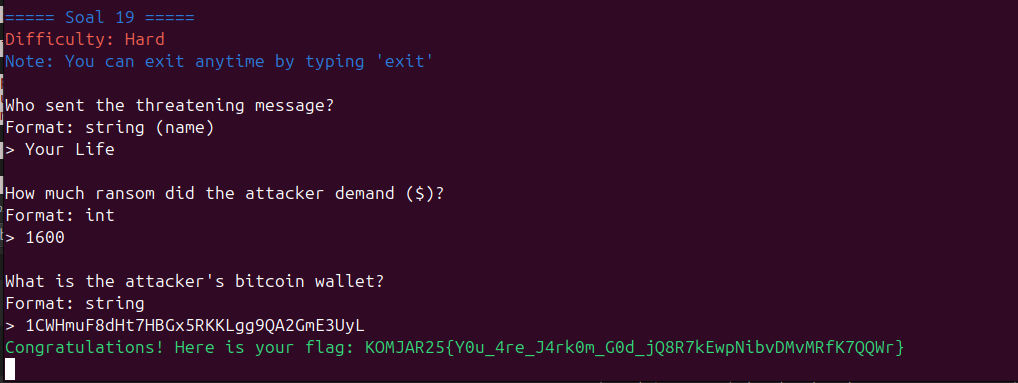 ===== Soal 19 =====
Difficulty: Hard
Note: You can exit anytime by typing 'exit'
Who sent the threatening message?
Format: string (name)
> Your Life
How much ransom did the attacker demand ($)?
Format: int
> 1600
What is the attacker's bitcoin wallet?
Format: string
> 1CWHmuF8dHt7HBGx5RKKLgg9QA2GmE3UyL
Congratulations! Here is your flag: KOMJAR25{Y0u_4re_J4rk0m_G0d_jQ8R7kEwpNibvDMvMRfK7QQWr}